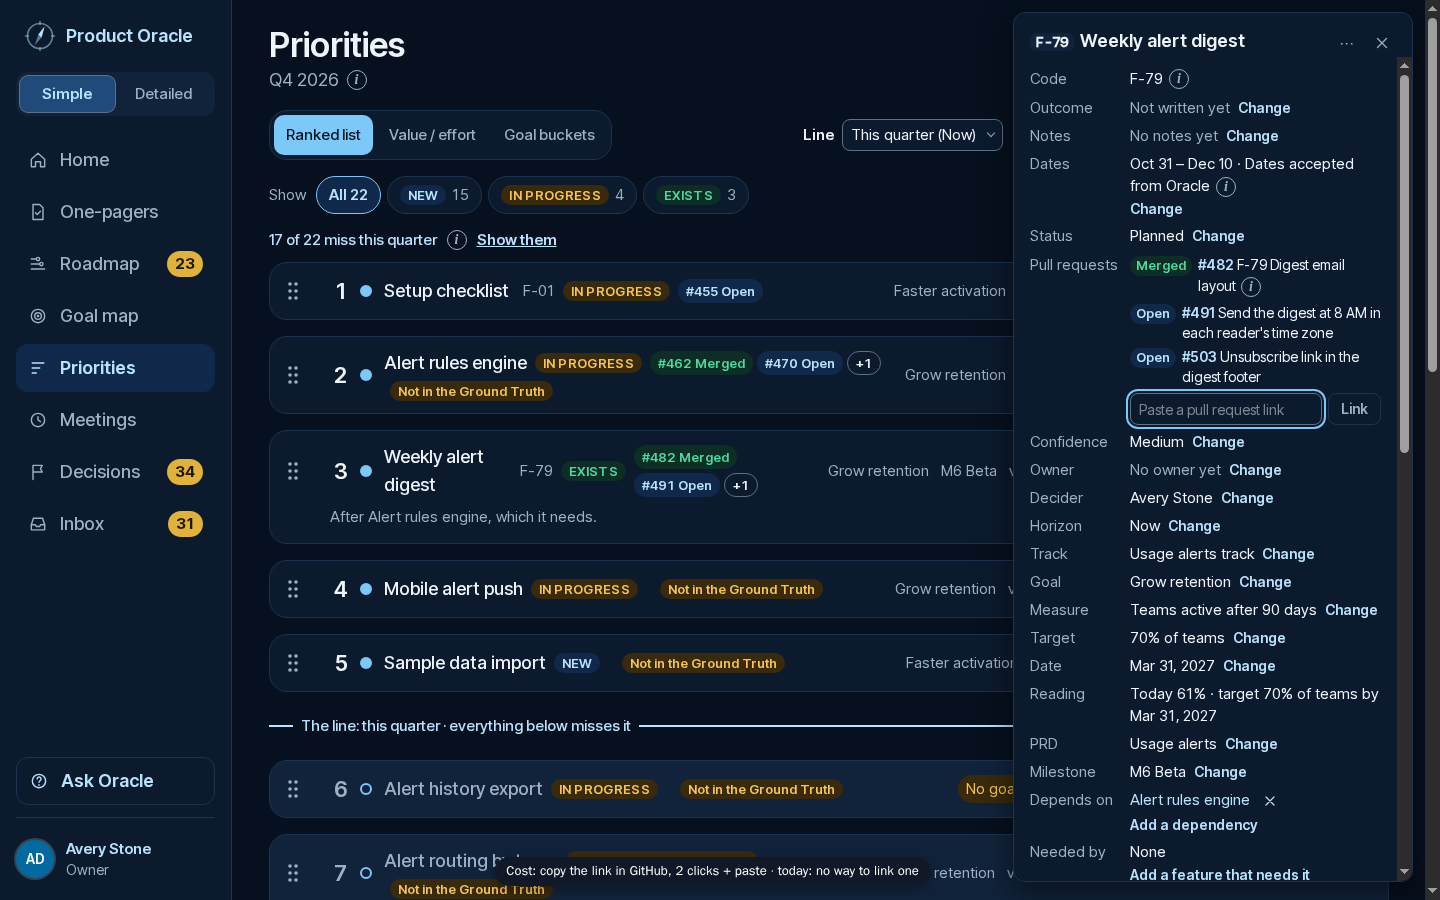 Product Oracle
Simple
Detailed
Home
One-pagers
Roadmap 23
Goal map
Priorities
Meetings
Decisions 34
Inbox 31
Ask Oracle
AD
Avery Stone
Owner
Priorities
Q4 2026 i
Ranked list
Value / effort
Goal buckets
Line
This quarter (Now)
Show
All 22
NEW 15
IN PROGRESS 4
EXISTS 3
17 of 22 miss this quarter i Show them
1 Setup checklist F-01 IN PROGRESS #455 Open Faster activation
2 Alert rules engine IN PROGRESS #462 Merged #470 Open +1 Grow retention
Not in the Ground Truth
3 Weekly alert digest F-79 EXISTS #482 Merged #491 Open +1 Grow retention M6 Beta
After Alert rules engine, which it needs.
4 Mobile alert push IN PROGRESS Not in the Ground Truth Grow retention
5 Sample data import NEW Not in the Ground Truth Faster activation
The line: this quarter · everything below misses it
6 Alert history export IN PROGRESS Not in the Ground Truth No goa
7 Alert routing retention
Not in the Ground Truth
Cost: copy the link in GitHub, 2 clicks + paste · today: no way to link one
F-79 Weekly alert digest
Code F-79 i
Outcome Not written yet Change
Notes No notes yet Change
Dates Oct 31 – Dec 10 · Dates accepted
from Oracle i
Change
Status Planned Change
Pull requests Merged #482 F-79 Digest email
layout i
Open #491 Send the digest at 8 AM in
each reader's time zone
Open #503 Unsubscribe link in the
digest footer
Paste a pull request link Link
Confidence Medium Change
Owner No owner yet Change
Decider Avery Stone Change
Horizon Now Change
Track Usage alerts track Change
Goal Grow retention Change
Measure Teams active after 90 days Change
Target 70% of teams Change
Date Mar 31, 2027 Change
Reading Today 61% · target 70% of teams by
Mar 31, 2027
PRD Usage alerts Change
Milestone M6 Beta Change
Depends on Alert rules engine
Add a dependency
Needed by None
Add a feature that needs it